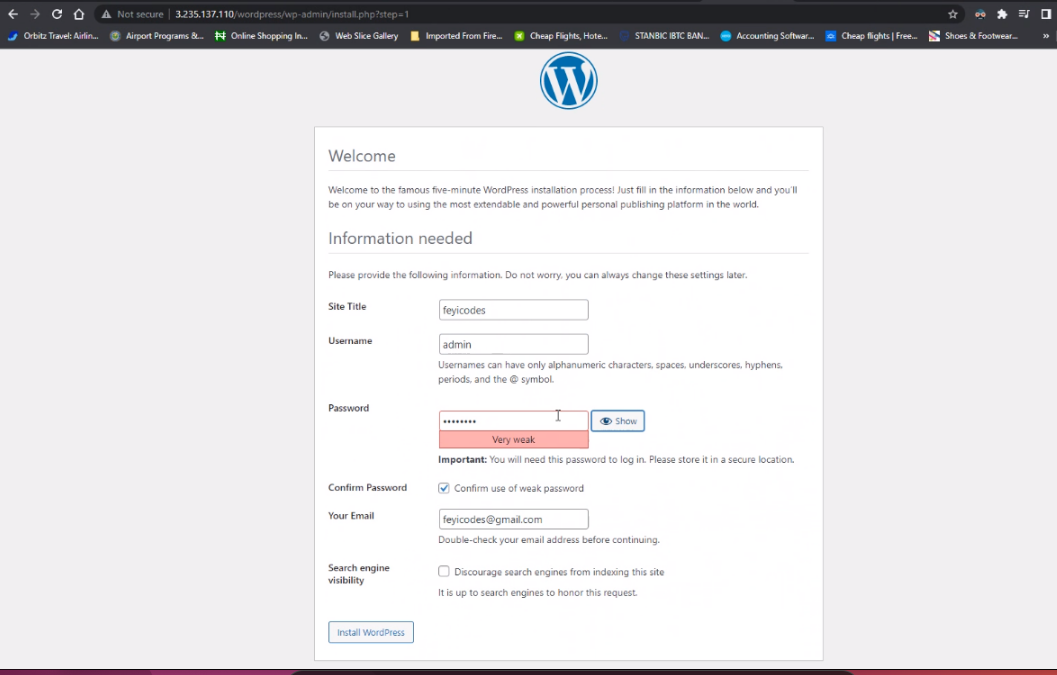 Not secure | 3.235.137.110/wordpress/wp-admin/install.php?step=1
Orbitz Travel: Airlin... Airport Programs &... Online Shopping In... Web Slice Gallery Imported From Fire... Cheap Flights, Hote... STANBIC IBTC BAN... Accounting Softwar... Cheap flights | Free... Shoes & Footwear... »
W
Welcome
Welcome to the famous five-minute WordPress installation process! Just fill in the information below and you'll
be on your way to using the most extendable and powerful personal publishing platform in the world.
Information needed
Please provide the following information. Do not worry, you can always change these settings later.
Site Title feyicodes
Username admin
Usernames can have only alphanumeric characters, spaces, underscores, hyphens,
periods, and the @ symbol.
Password •••••••• Show
Very weak
Important: You will need this password to log in. Please store it in a secure location.
Confirm Password Confirm use of weak password
Your Email feyicodes@gmail.com
Double-check your email address before continuing.
Search engine
visibility Discourage search engines from indexing this site
It is up to search engines to honor this request.
Install WordPress